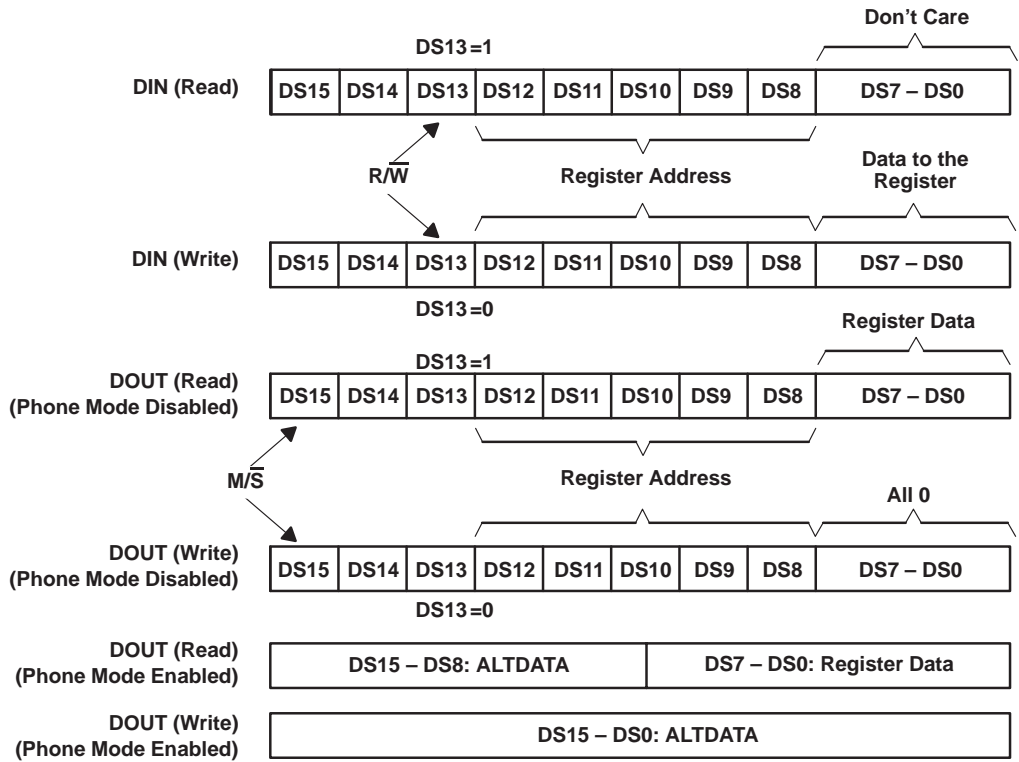 Don't Care
DS13=1
DIN (Read)
DS15 DS14 DS13 DS12 DS11 DS10 DS9 DS8 DS7 – DS0
R/W̅
Register Address
Data to the
Register
DIN (Write)
DS15 DS14 DS13 DS12 DS11 DS10 DS9 DS8 DS7 – DS0
DS13=0
Register Data
DS13=1
DOUT (Read)
(Phone Mode Disabled)
DS15 DS14 DS13 DS12 DS11 DS10 DS9 DS8 DS7 – DS0
M/S̅
Register Address
All 0
DOUT (Write)
(Phone Mode Disabled)
DS15 DS14 DS13 DS12 DS11 DS10 DS9 DS8 DS7 – DS0
DS13=0
DOUT (Read)
(Phone Mode Enabled)
DS15 – DS8: ALTDATA DS7 – DS0: Register Data
DOUT (Write)
(Phone Mode Enabled)
DS15 – DS0: ALTDATA